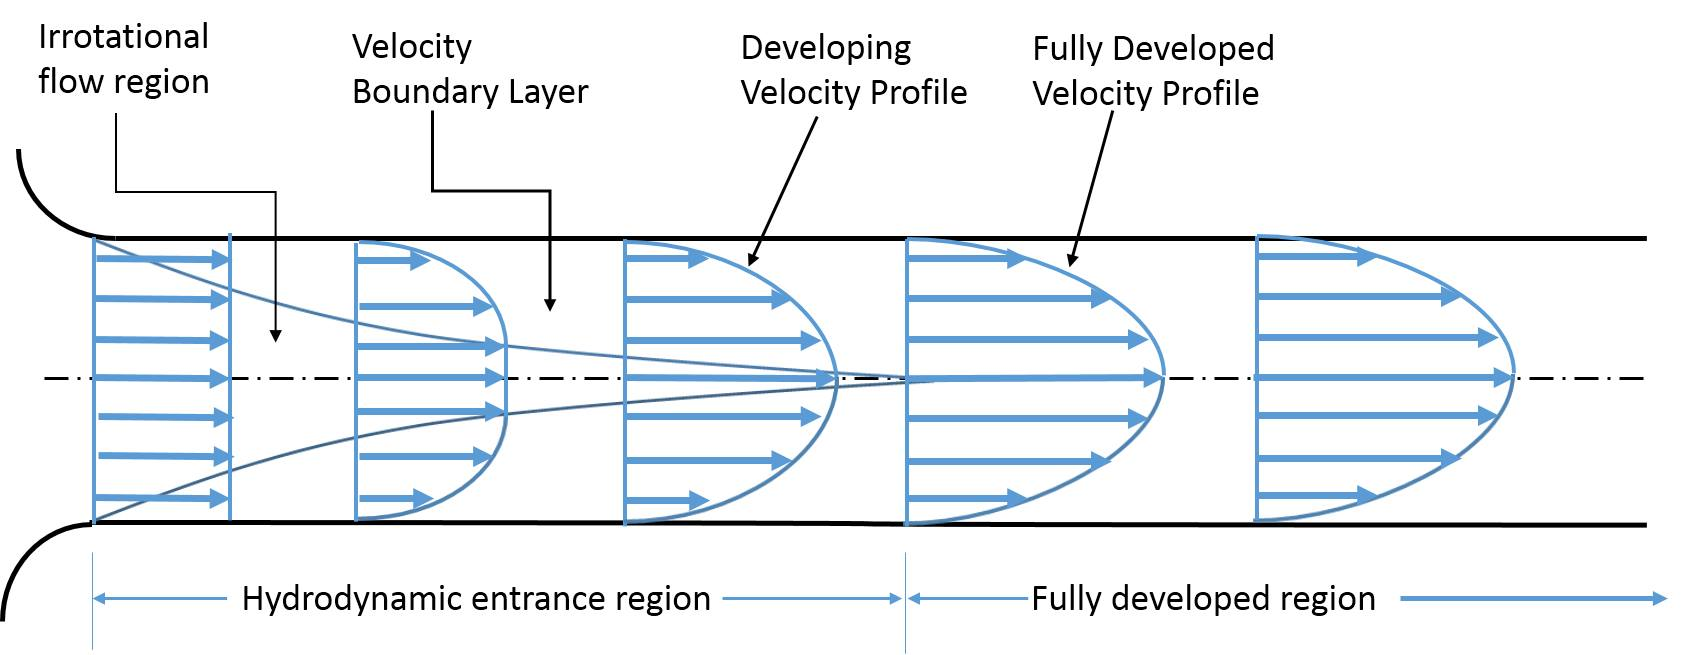 Irrotational
flow region
Velocity
Boundary Layer
Developing
Velocity Profile
Fully Developed
Velocity Profile
Hydrodynamic entrance region
Fully developed region